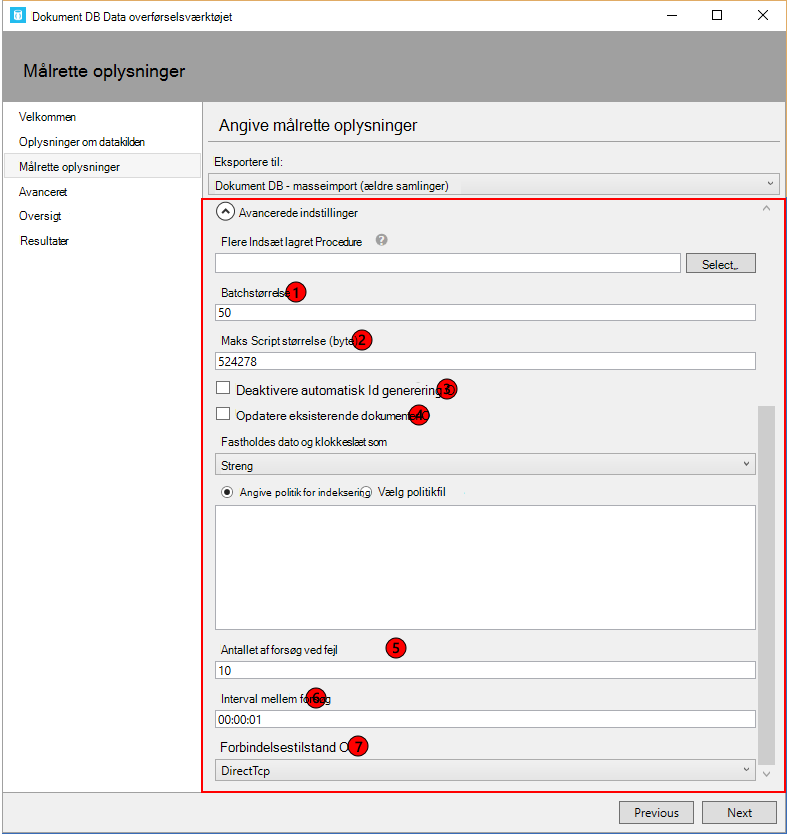 Dokument DB Data overførselsværktøjet
Målrette oplysninger
Velkommen
Oplysninger om datakilden
Målrette oplysninger
Avanceret
Oversigt
Resultater
Angive målrette oplysninger
Eksportere til:
Dokument DB - masseimport (ældre samlinger)
Avancerede indstillinger
Flere Indsæt lagret Procedure ?
Select..
Batchstørrelse 1
50
Maks Script størrelse (byte) 2
524278
Deaktivere automatisk Id generering 3
Opdatere eksisterende dokumenter 4
Fastholdes dato og klokkeslæt som
Streng
Angive politik for indeksering Vælg politikfil
Antallet af forsøg ved fejl 5
10
Interval mellem forsøg 6
00:00:01
Forbindelsestilstand 7
DirectTcp
Previous Next